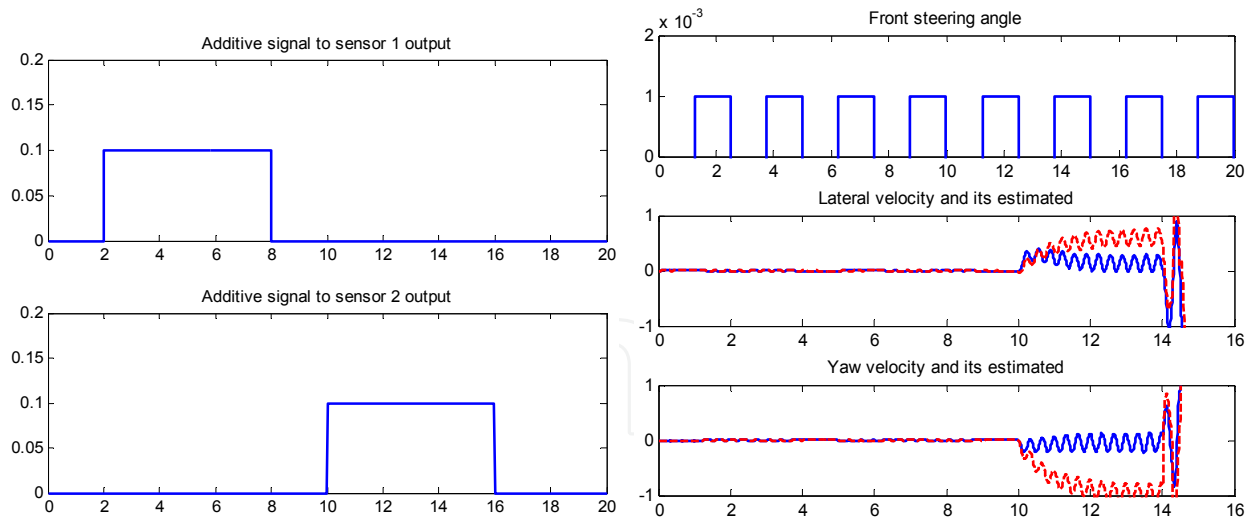 Additive signal to sensor 1 output
0.2
0.15
0.1
0.05
0
0 2 4 6 8 10 12 14 16 18 20
Additive signal to sensor 2 output
0.2
0.15
0.1
0.05
0
0 2 4 6 8 10 12 14 16 18 20
Front steering angle
x 10^-3
2
1
0
0 2 4 6 8 10 12 14 16 18 20
Lateral velocity and its estimated
1
0
-1
0 2 4 6 8 10 12 14 16
Yaw velocity and its estimated
1
0
-1
0 2 4 6 8 10 12 14 16